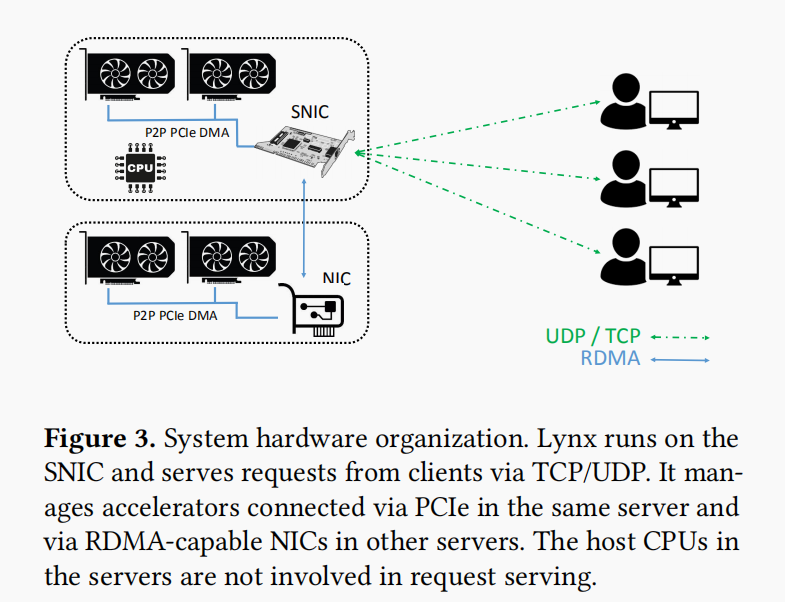 SNIC
P2P PCIe DMA
CPU
NIC
P2P PCIe DMA
UDP / TCP
RDMA
Figure 3. System hardware organization. Lynx runs on the
SNIC and serves requests from clients via TCP/UDP. It man-
ages accelerators connected via PCIe in the same server and
via RDMA-capable NICs in other servers. The host CPUs in
the servers are not involved in request serving.